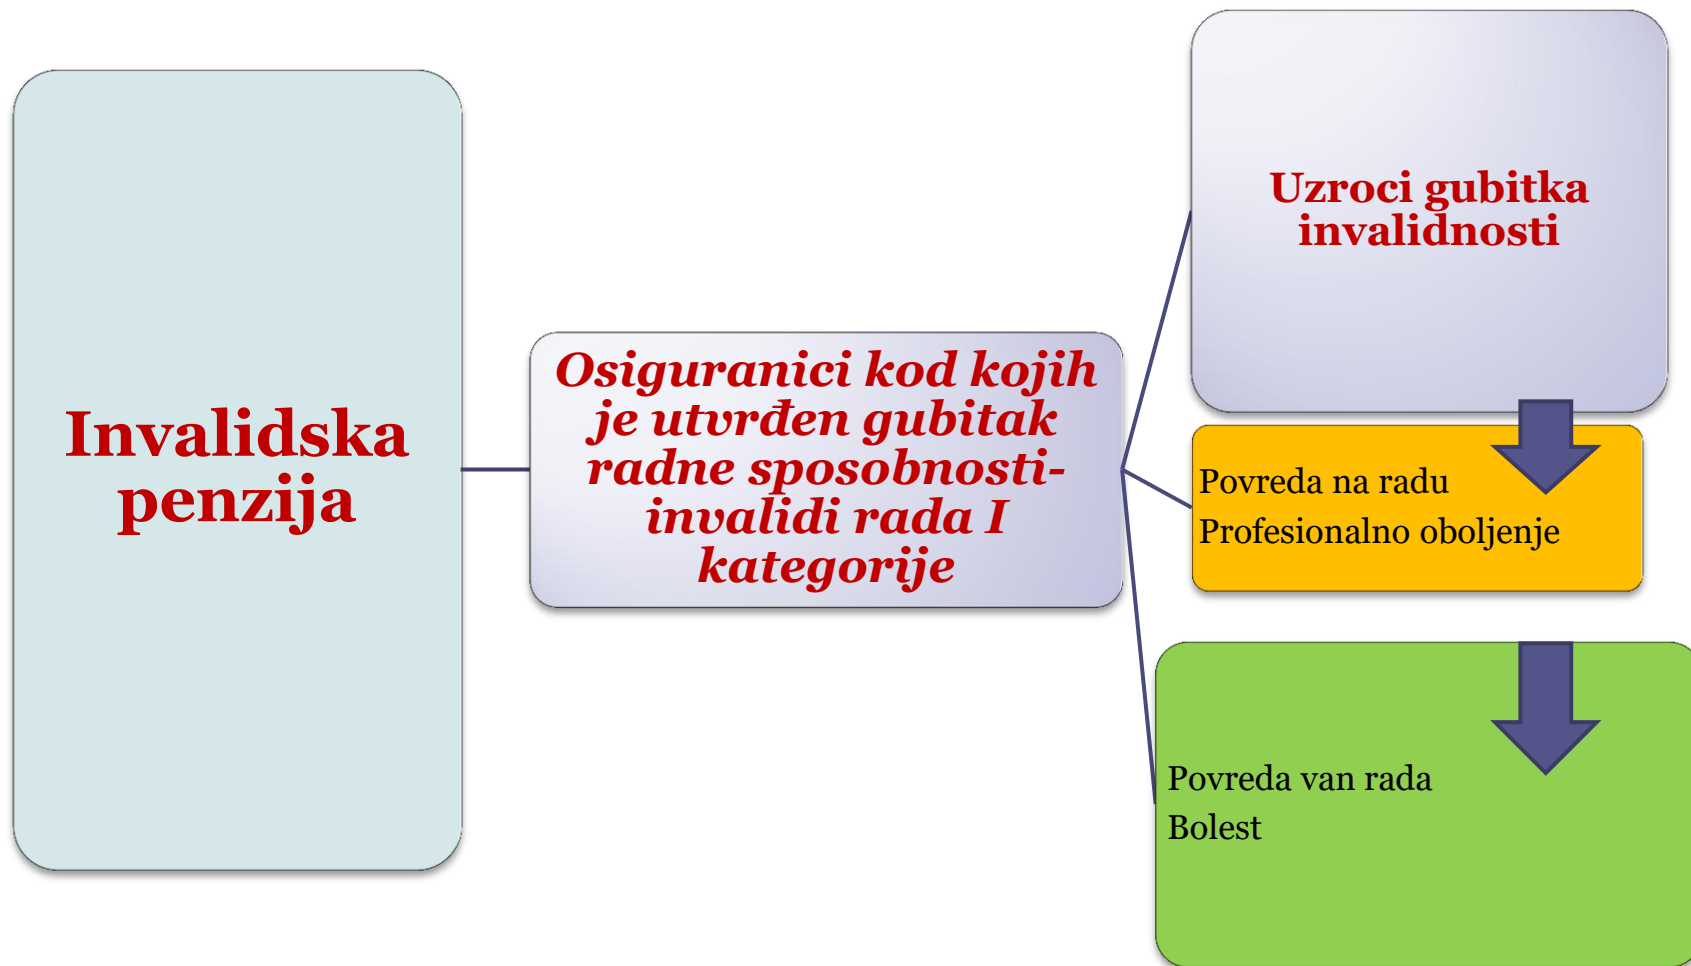 Invalidska
penzija
Osiguranici kod kojih
je utvrđen gubitak
radne sposobnosti-
invalidi rada I
kategorije
Uzroci gubitka
invalidnosti
Povreda na radu
Profesionalno oboljenje
Povreda van rada
Bolest